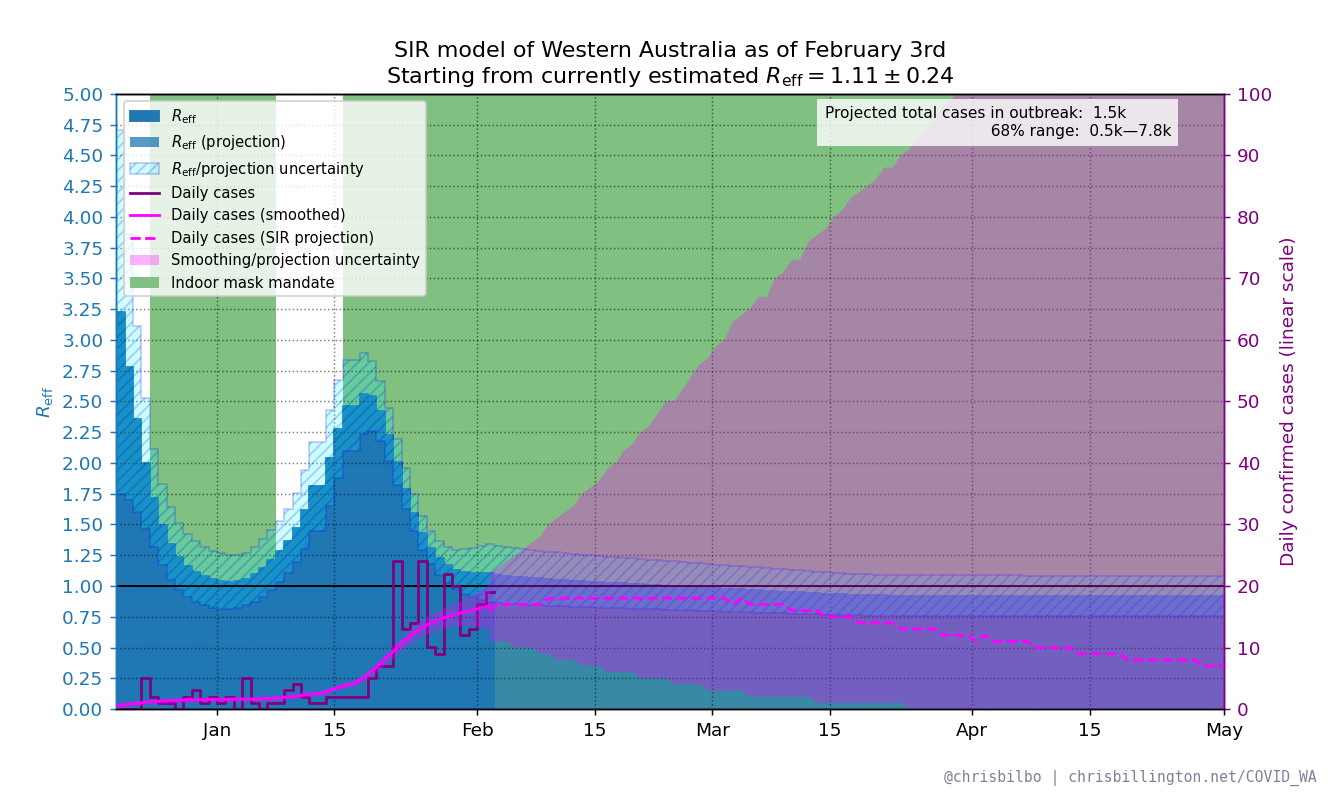 SIR model of Western Australia as of February 3rd
Starting from currently estimated R_eff = 1.11 ± 0.24
5.00
4.75
4.50
4.25
4.00
3.75
3.50
3.25
3.00
2.75
2.50
2.25
2.00
1.75
1.50
1.25
1.00
0.75
0.50
0.25
0.00
R_eff
R_eff
R_eff (projection)
R_eff/projection uncertainty
Daily cases
Daily cases (smoothed)
Daily cases (SIR projection)
Smoothing/projection uncertainty
Indoor mask mandate
Projected total cases in outbreak: 1.5k
68% range: 0.5k—7.8k
100
90
80
70
60
50
40
30
20
10
0
Daily confirmed cases (linear scale)
Jan 15 Feb 15 Mar 15 Apr 15 May
@chrisbilbo | chrisbillington.net/COVID_WA